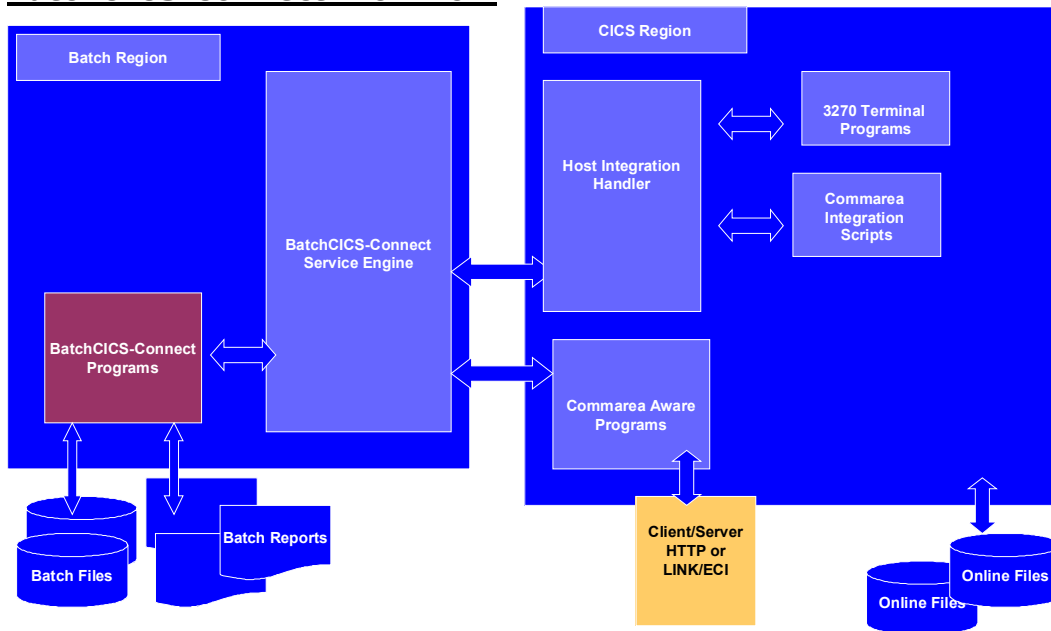 Batch Region
CICS Region
BatchCICS-Connect
Service Engine
BatchCICS-Connect
Programs
Host Integration
Handler
3270 Terminal
Programs
Commarea
Integration
Scripts
Commarea Aware
Programs
Batch Files
Batch Reports
Client/Server
HTTP or
LINK/ECI
Online Files
Online Files